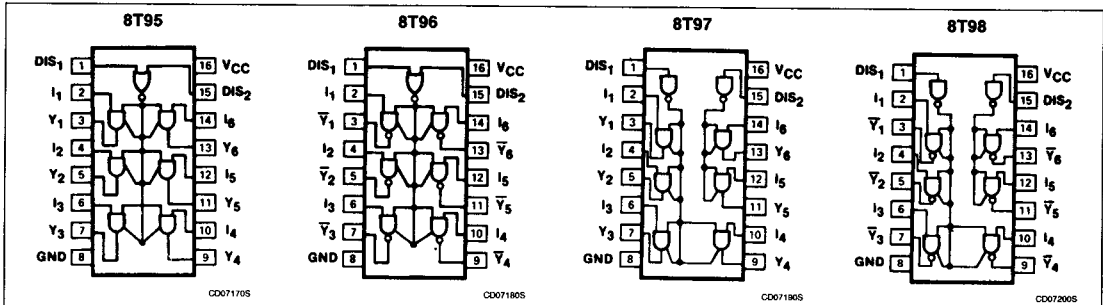 8T95
DIS1 1
I1 2
Y1 3
I2 4
Y2 5
I3 6
Y3 7
GND 8
16 VCC
15 DIS2
14 I6
13 Y6
12 I5
11 Y5
10 I4
9 Y4
CD07170S
8T96
DIS1 1
I1 2
Y̅1 3
I2 4
Y̅2 5
I3 6
Y̅3 7
GND 8
16 VCC
15 DIS2
14 I6
13 Y̅6
12 I5
11 Y̅5
10 I4
9 Y̅4
CD07180S
8T97
DIS1 1
I1 2
Y1 3
I2 4
Y2 5
I3 6
Y3 7
GND 8
16 VCC
15 DIS2
14 I6
13 Y6
12 I5
11 Y5
10 I4
9 Y4
CD07190S
8T98
DIS1 1
I1 2
Y̅1 3
I2 4
Y̅2 5
I3 6
Y̅3 7
GND 8
16 VCC
15 DIS2
14 I6
13 Y̅6
12 I5
11 Y̅5
10 I4
9 Y̅4
CD07200S